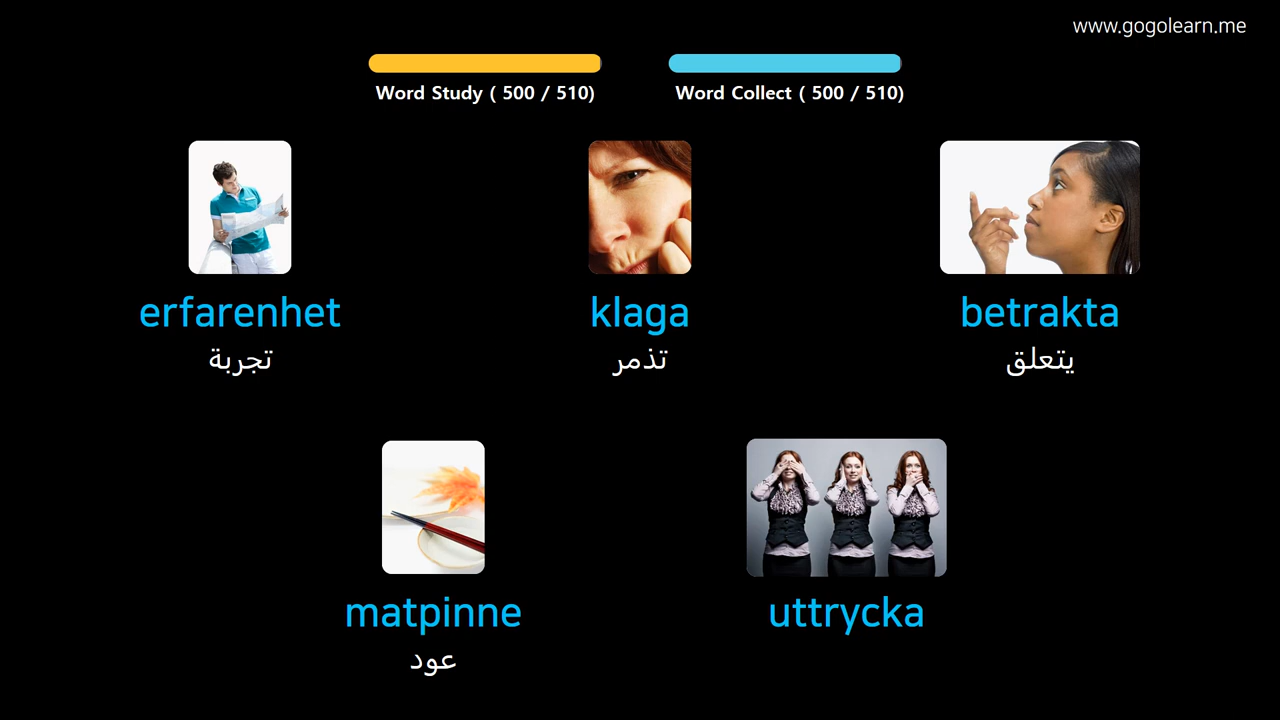 www.gogolearn.me
Word Study ( 500 / 510)
Word Collect ( 500 / 510)
erfarenhet
تجربة
klaga
تذمر
betrakta
يتعلق
matpinne
عود
uttrycka